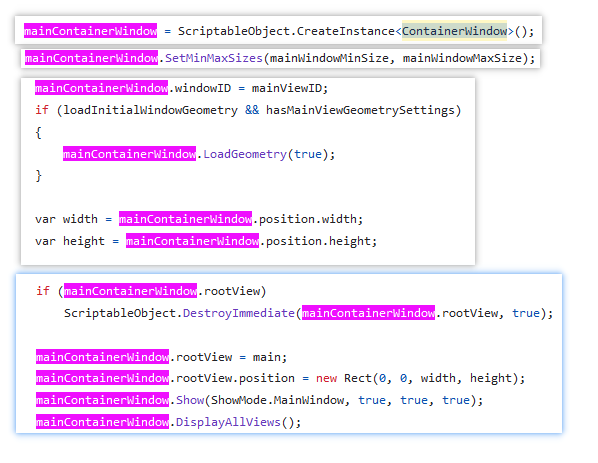 mainContainerWindow = ScriptableObject.CreateInstance<ContainerWindow>();
mainContainerWindow.SetMinMaxSizes(mainWindowMinSize, mainWindowMaxSize);
mainContainerWindow.windowID = mainViewID;
if (loadInitialWindowGeometry && hasMainViewGeometrySettings)
{
mainContainerWindow.LoadGeometry(true);
}
var width = mainContainerWindow.position.width;
var height = mainContainerWindow.position.height;
if (mainContainerWindow.rootView)
ScriptableObject.DestroyImmediate(mainContainerWindow.rootView, true);
mainContainerWindow.rootView = main;
mainContainerWindow.rootView.position = new Rect(0, 0, width, height);
mainContainerWindow.Show(ShowMode.MainWindow, true, true, true);
mainContainerWindow.DisplayAllViews();